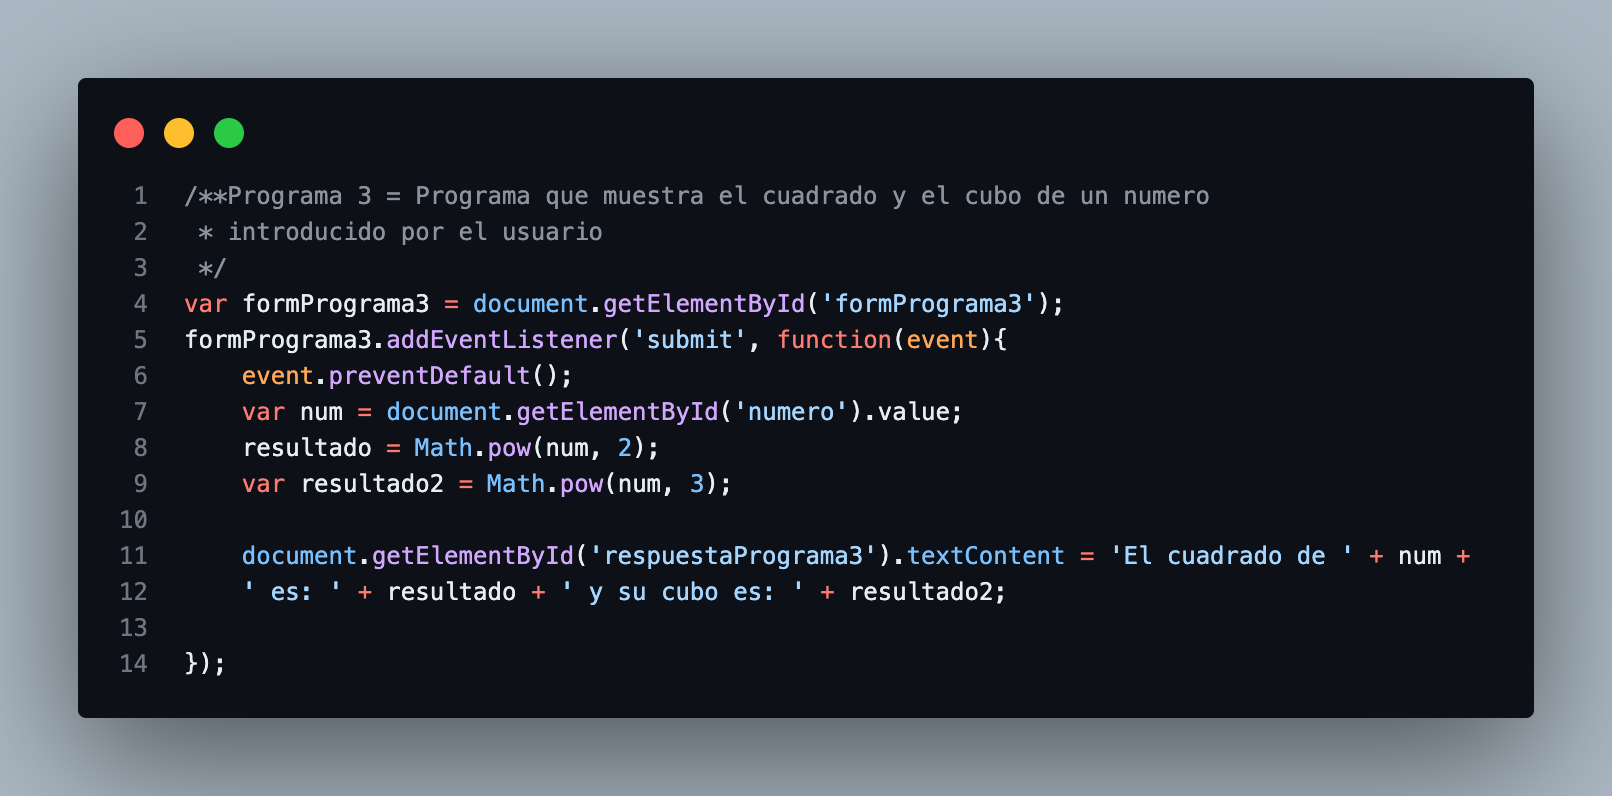 1 /**Programa 3 = Programa que muestra el cuadrado y el cubo de un numero
2  * introducido por el usuario
3  */
4 var formPrograma3 = document.getElementById('formPrograma3');
5 formPrograma3.addEventListener('submit', function(event){
6     event.preventDefault();
7     var num = document.getElementById('numero').value;
8     resultado = Math.pow(num, 2);
9     var resultado2 = Math.pow(num, 3);
10
11     document.getElementById('respuestaPrograma3').textContent = 'El cuadrado de ' + num +
12     ' es: ' + resultado + ' y su cubo es: ' + resultado2;
13
14 });